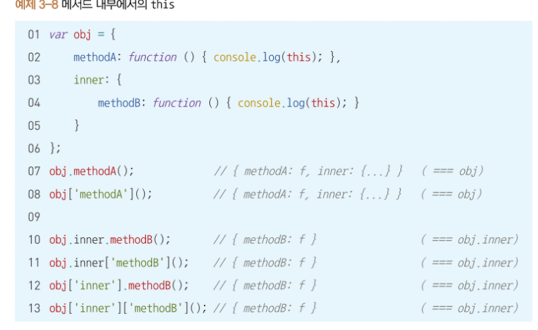 예제 3-8 메서드 내부에서의 this
01 var obj = {
02     methodA: function () { console.log(this); },
03     inner: {
04         methodB: function () { console.log(this); }
05     }
06 };
07 obj.methodA();             // { methodA: f, inner: {...} }   ( === obj)
08 obj['methodA']();          // { methodA: f, inner: {...} }   ( === obj)
09
10 obj.inner.methodB();       // { methodB: f }                 ( === obj.inner)
11 obj.inner['methodB']();    // { methodB: f }                 ( === obj.inner)
12 obj['inner'].methodB();    // { methodB: f }                 ( === obj.inner)
13 obj['inner']['methodB'](); // { methodB: f }                 ( === obj.inner)